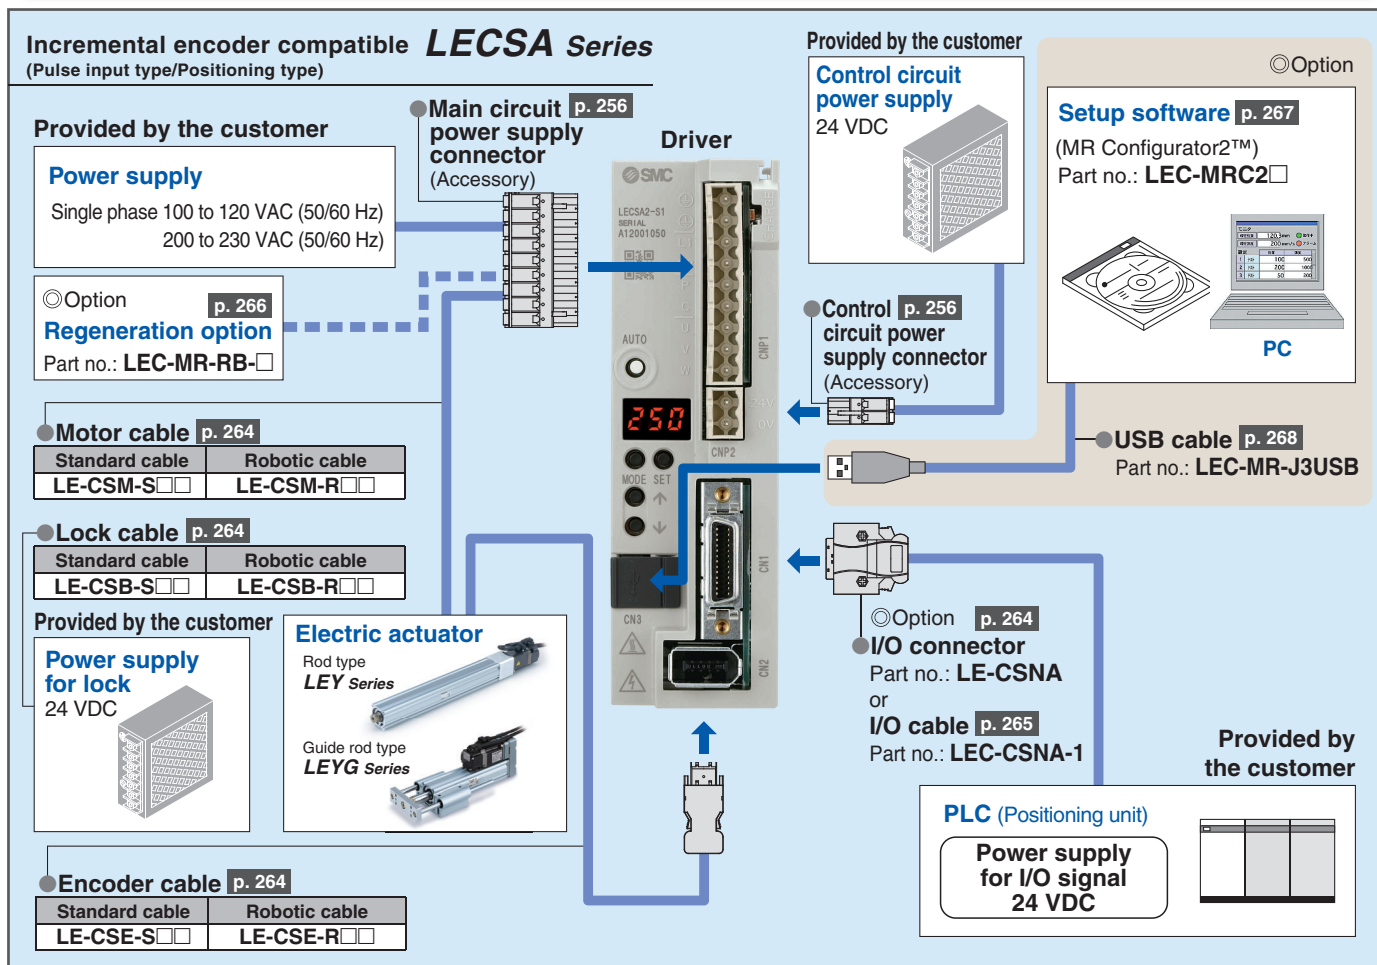 Incremental encoder compatible LECSA Series
(Pulse input type/Positioning type)
Provided by the customer
Power supply
Single phase 100 to 120 VAC (50/60 Hz)
200 to 230 VAC (50/60 Hz)
◎Option
p. 266
Regeneration option
Part no.: LEC-MR-RB-□
●Main circuit p. 256
power supply
connector
(Accessory)
Driver
SMC
LECSA2-S1
SERIAL
A12001050
AUTO
250
MODE SET
CNP1
24V
0V
CNP2
CN1
CN3
CN2
U
V
W
Provided by the customer
Control circuit
power supply
24 VDC
●Control p. 256
circuit power
supply connector
(Accessory)
◎Option
Setup software p. 267
(MR Configurator2™)
Part no.: LEC-MRC2□
PC
●USB cable p. 268
Part no.: LEC-MR-J3USB
●Motor cable p. 264
Standard cable Robotic cable
LE-CSM-S□□ LE-CSM-R□□
●Lock cable p. 264
Standard cable Robotic cable
LE-CSB-S□□ LE-CSB-R□□
Provided by the customer
Power supply
for lock
24 VDC
Electric actuator
Rod type
LEY Series
Guide rod type
LEYG Series
●Encoder cable p. 264
Standard cable Robotic cable
LE-CSE-S□□ LE-CSE-R□□
◎Option p. 264
●I/O connector
Part no.: LE-CSNA
or
I/O cable p. 265
Part no.: LEC-CSNA-1
Provided by
the customer
PLC (Positioning unit)
Power supply
for I/O signal
24 VDC